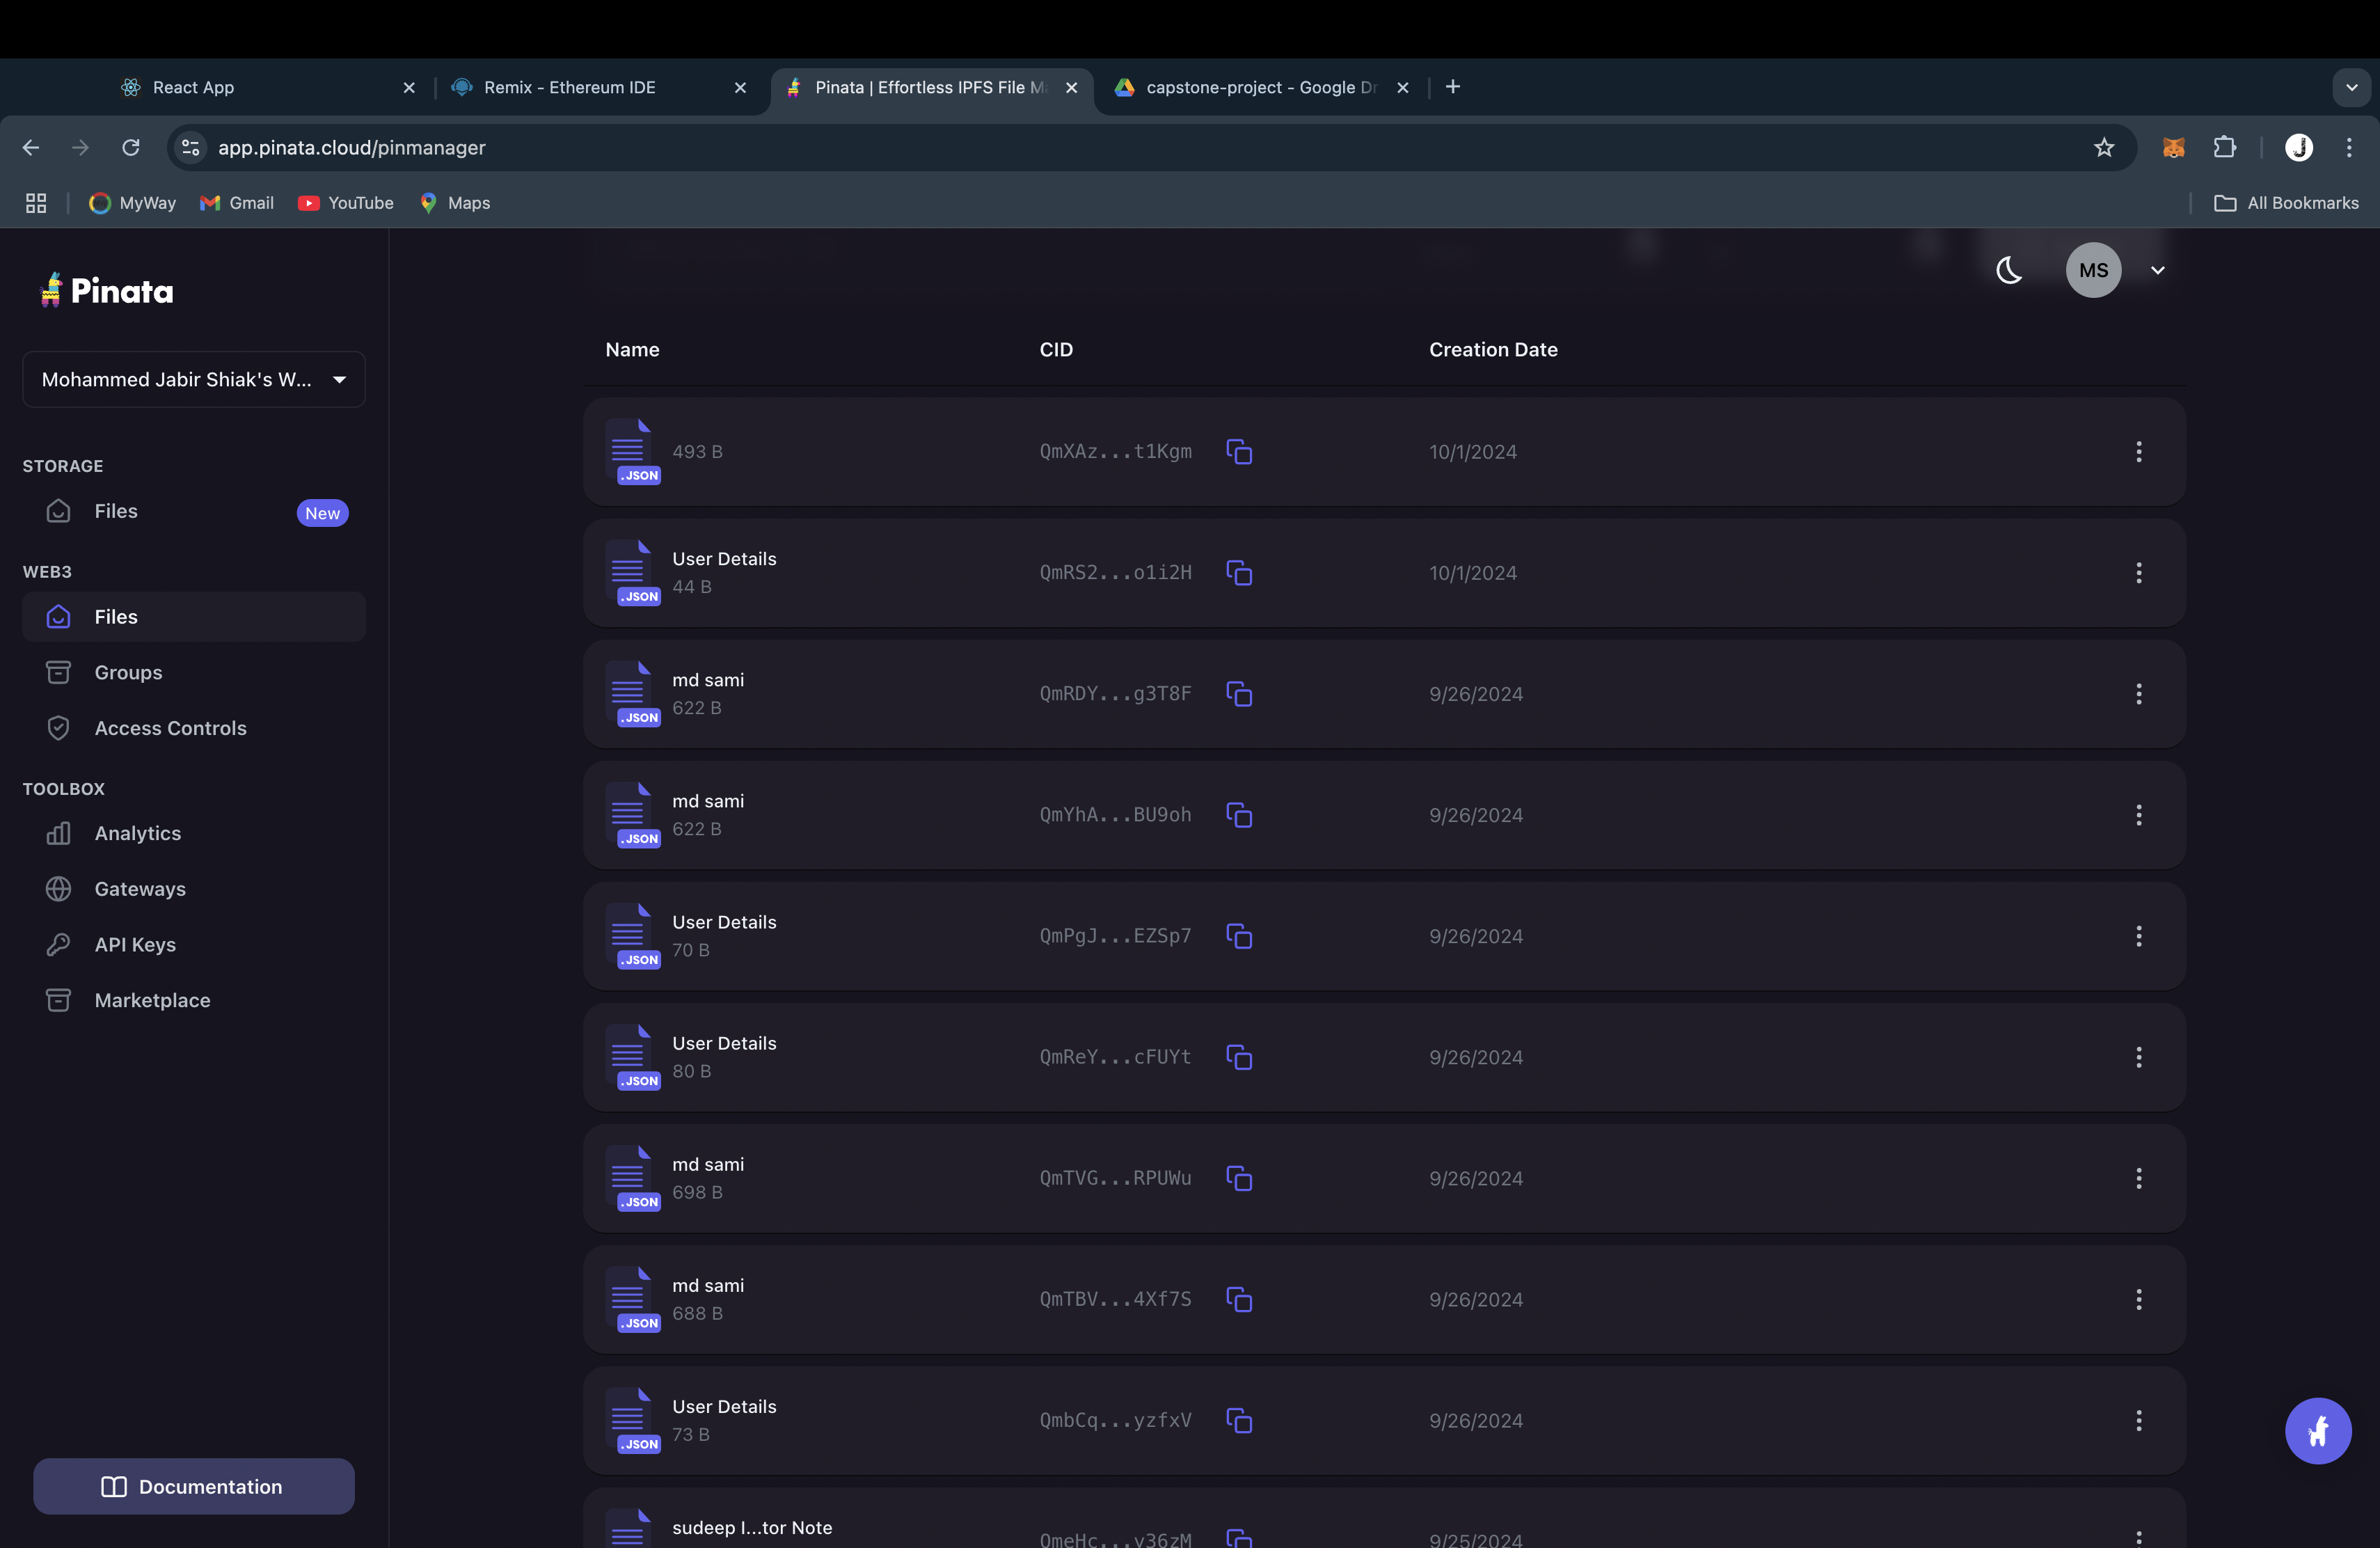 React App
Remix - Ethereum IDE
Pinata | Effortless IPFS File Ma
capstone-project - Google Dr
app.pinata.cloud/pinmanager
MyWay
Gmail
YouTube
Maps
All Bookmarks
Pinata
MS
Mohammed Jabir Shiak's W...
STORAGE
Files
New
WEB3
Files
Groups
Access Controls
TOOLBOX
Analytics
Gateways
API Keys
Marketplace
Documentation
Name CID Creation Date
.JSON
493 B
QmXAz...t1Kgm
10/1/2024
User Details
.JSON
44 B
QmRS2...o1i2H
10/1/2024
md sami
.JSON
622 B
QmRDY...g3T8F
9/26/2024
md sami
.JSON
622 B
QmYhA...BU9oh
9/26/2024
User Details
.JSON
70 B
QmPgJ...EZSp7
9/26/2024
User Details
.JSON
80 B
QmReY...cFUYt
9/26/2024
md sami
.JSON
698 B
QmTVG...RPUWu
9/26/2024
md sami
.JSON
688 B
QmTBV...4Xf7S
9/26/2024
User Details
.JSON
73 B
QmbCq...yzfxV
9/26/2024
sudeep I...tor Note
QmeHc...v36zM
9/25/2024